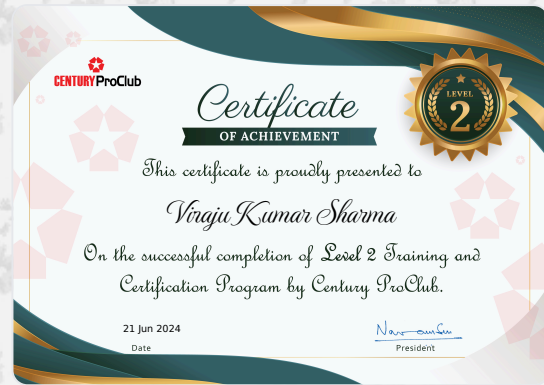 CENTURY ProClub
LEVEL
2
Certificate
OF ACHIEVEMENT
This certificate is proudly presented to
Viraju Kumar Sharma
On the successful completion of Level 2 Training and
Certification Program by Century ProClub.
21 Jun 2024
Date
President